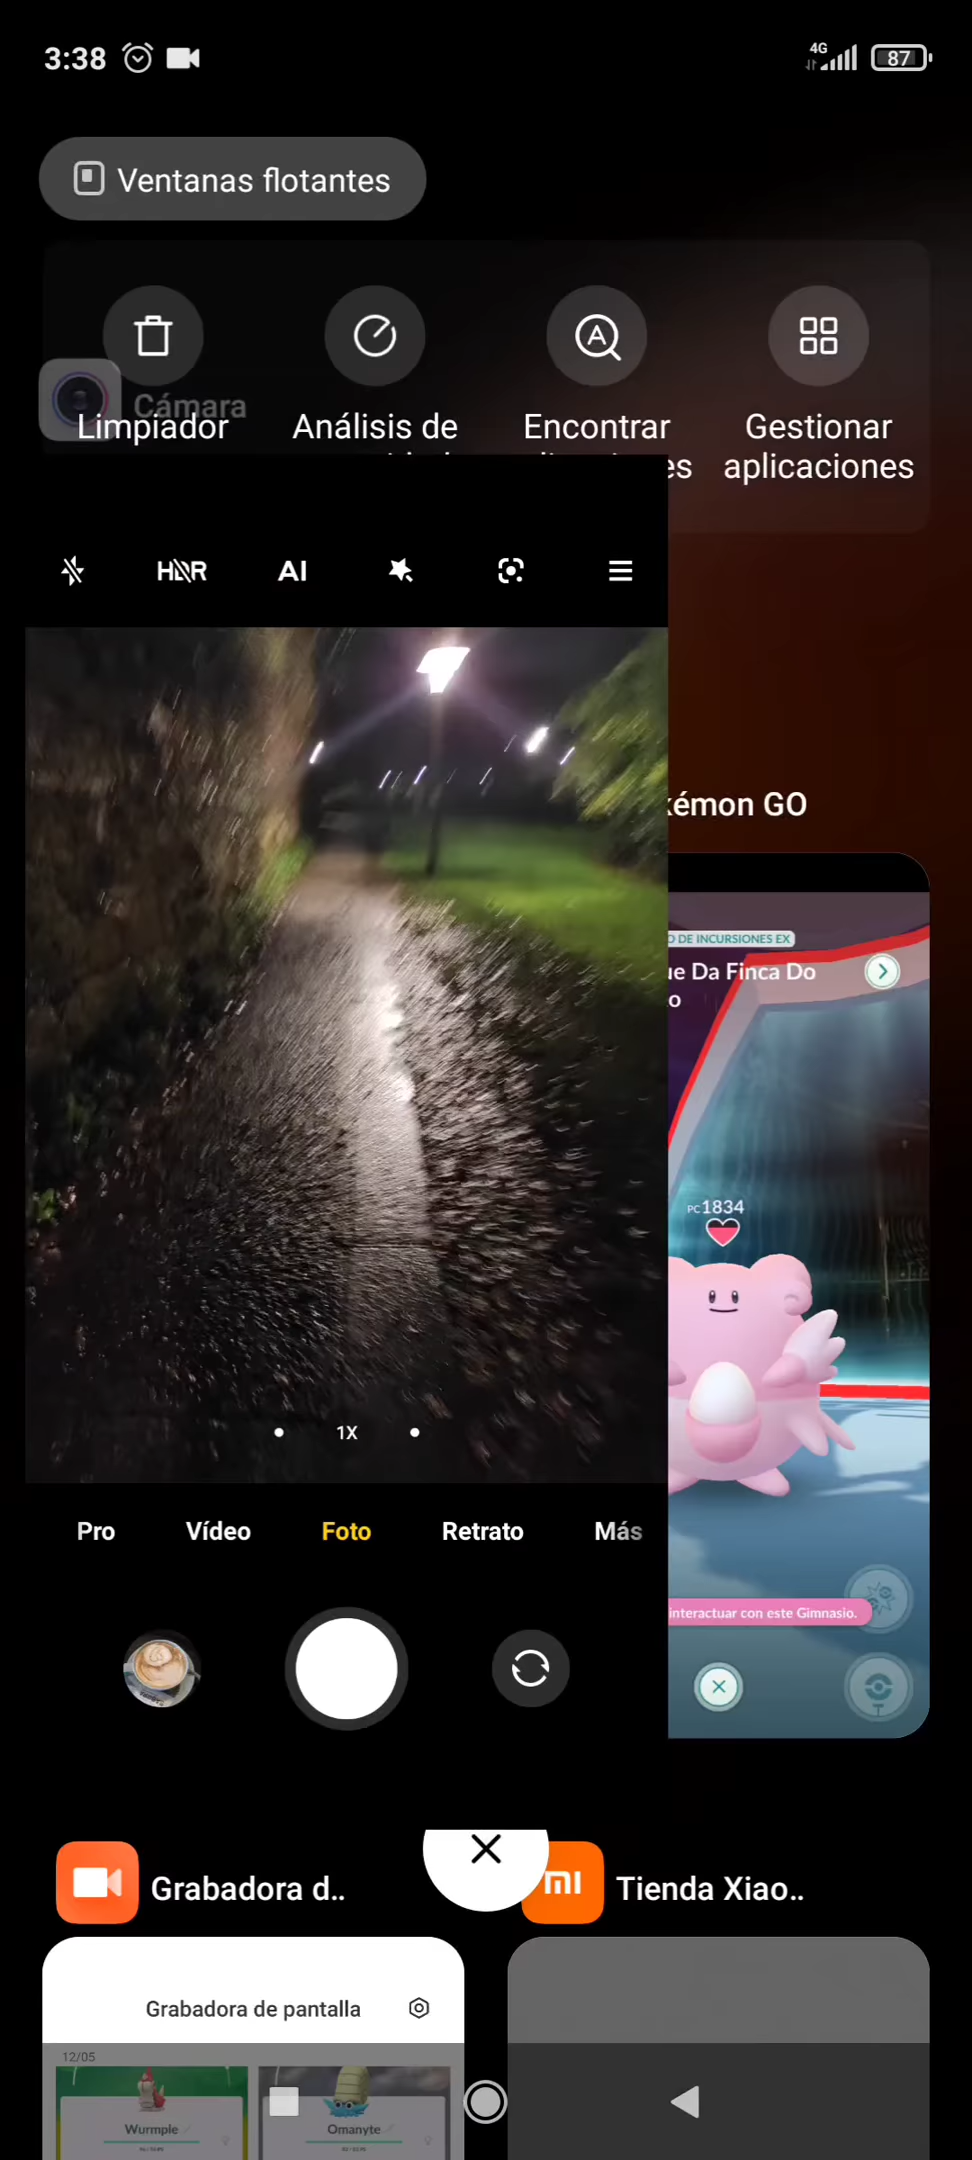 3:38
4G
87
Ventanas flotantes
Cámara
Limpiador
Análisis de
Encontrar
Gestionar
aplicaciones
HDR
AI
kémon GO
O DE INCURSIONES EX
ue Da Finca Do
o
PC1834
1X
Pro
Vídeo
Foto
Retrato
Más
interactuar con este Gimnasio.
Grabadora d..
Tienda Xiao..
Grabadora de pantalla
12/05
Wurmple
Omanyte